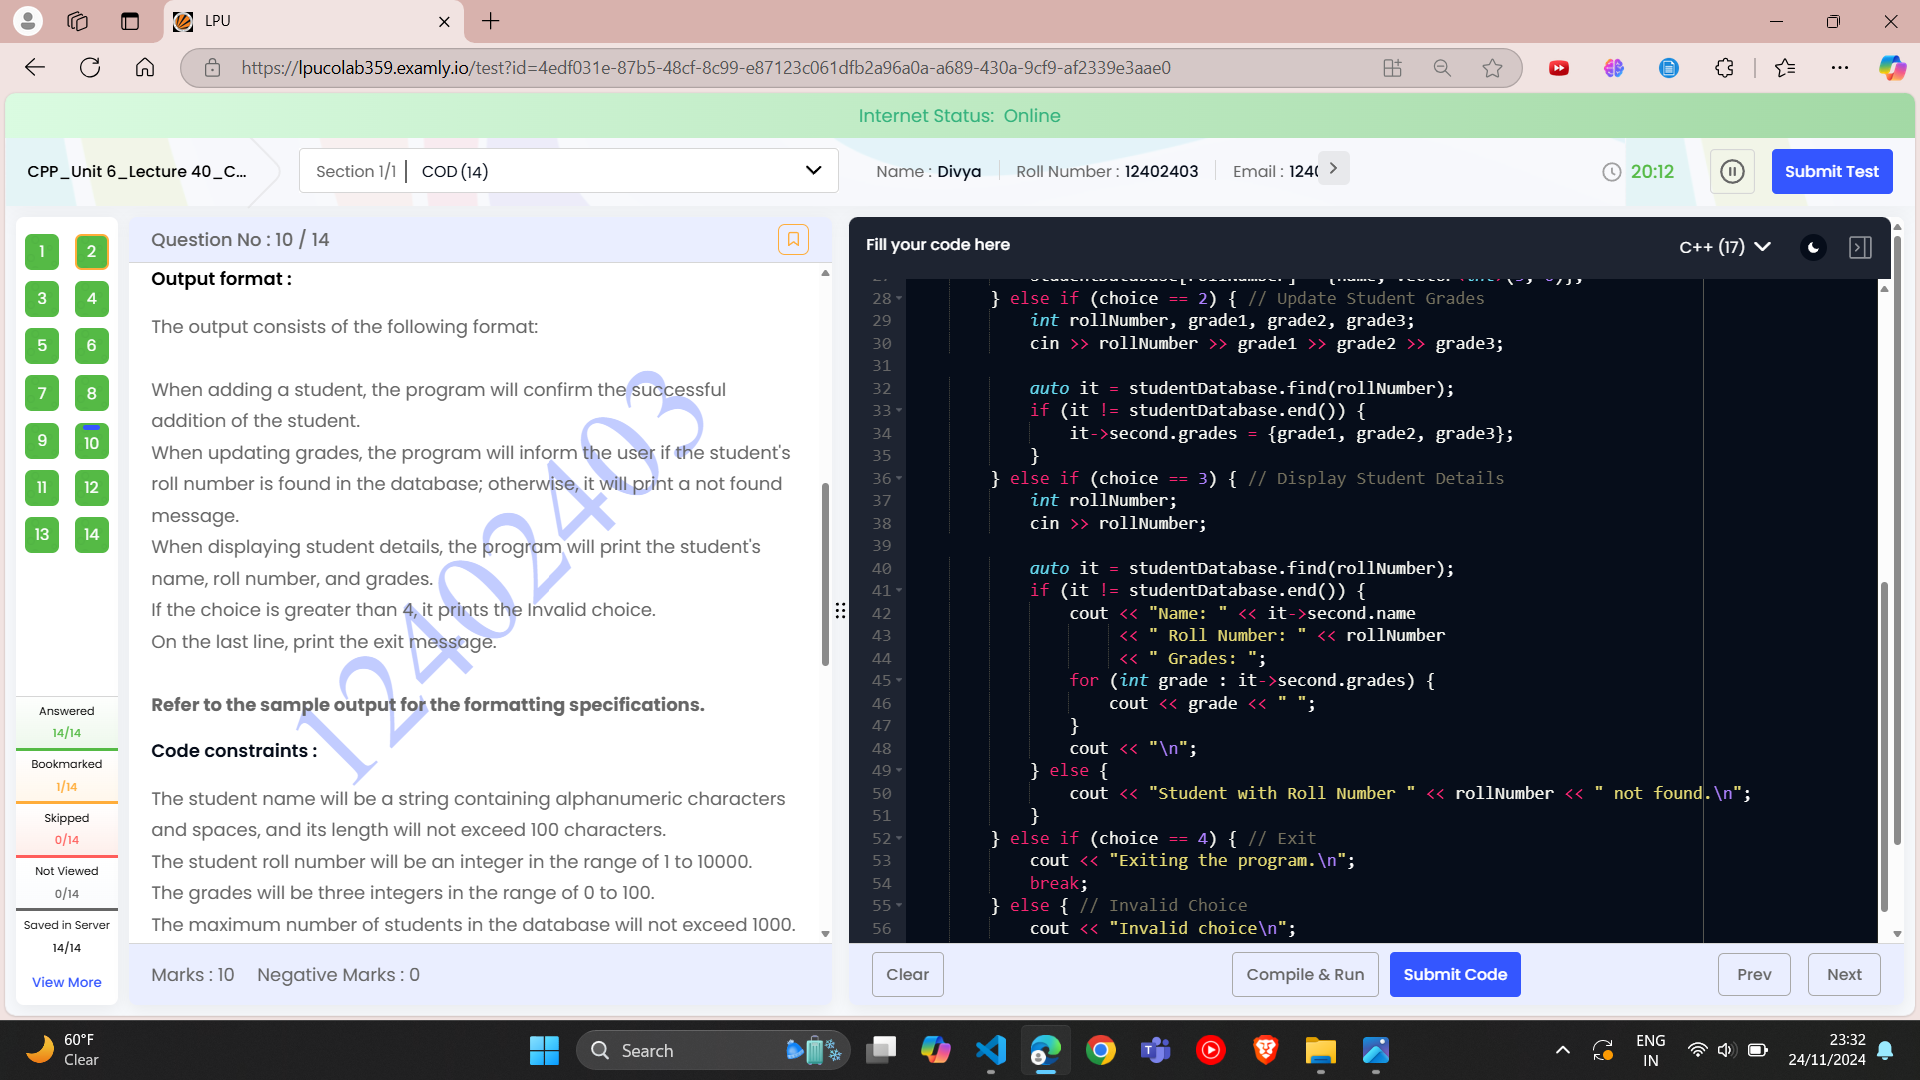 LPU
https://lpucolab359.examly.io/test?id=4edf031e-87b5-48cf-8c99-e87123c061dfb2a96a0a-a689-430a-9cf9-af2339e3aae0
Internet Status: Online
CPP_Unit 6_Lecture 40_C...
Section 1/1 | COD (14)
Name : Divya
Roll Number : 12402403
Email : 1240
20:12
Submit Test
1 2
3 4
5 6
7 8
9 10
11 12
13 14
Answered
14/14
Bookmarked
1/14
Skipped
0/14
Not Viewed
0/14
Saved in Server
14/14
View More
Question No : 10 / 14
Output format :
The output consists of the following format:
When adding a student, the program will confirm the successful
addition of the student.
When updating grades, the program will inform the user if the student's
roll number is found in the database; otherwise, it will print a not found
message.
When displaying student details, the program will print the student's
name, roll number, and grades.
If the choice is greater than 4, it prints the Invalid choice.
On the last line, print the exit message.
Refer to the sample output for the formatting specifications.
Code constraints :
The student name will be a string containing alphanumeric characters
and spaces, and its length will not exceed 100 characters.
The student roll number will be an integer in the range of 1 to 10000.
The grades will be three integers in the range of 0 to 100.
The maximum number of students in the database will not exceed 1000.
12402403
Marks : 10 Negative Marks : 0
Fill your code here
C++ (17)
28 } else if (choice == 2) { // Update Student Grades
29 int rollNumber, grade1, grade2, grade3;
30 cin >> rollNumber >> grade1 >> grade2 >> grade3;
31
32 auto it = studentDatabase.find(rollNumber);
33 if (it != studentDatabase.end()) {
34 it->second.grades = {grade1, grade2, grade3};
35 }
36 } else if (choice == 3) { // Display Student Details
37 int rollNumber;
38 cin >> rollNumber;
39
40 auto it = studentDatabase.find(rollNumber);
41 if (it != studentDatabase.end()) {
42 cout << "Name: " << it->second.name
43 << " Roll Number: " << rollNumber
44 << " Grades: ";
45 for (int grade : it->second.grades) {
46 cout << grade << " ";
47 }
48 cout << "\n";
49 } else {
50 cout << "Student with Roll Number " << rollNumber << " not found.\n";
51 }
52 } else if (choice == 4) { // Exit
53 cout << "Exiting the program.\n";
54 break;
55 } else { // Invalid Choice
56 cout << "Invalid choice\n";
Clear
Compile & Run
Submit Code
Prev
Next
60°F
Clear
Search
ENG
IN
23:32
24/11/2024